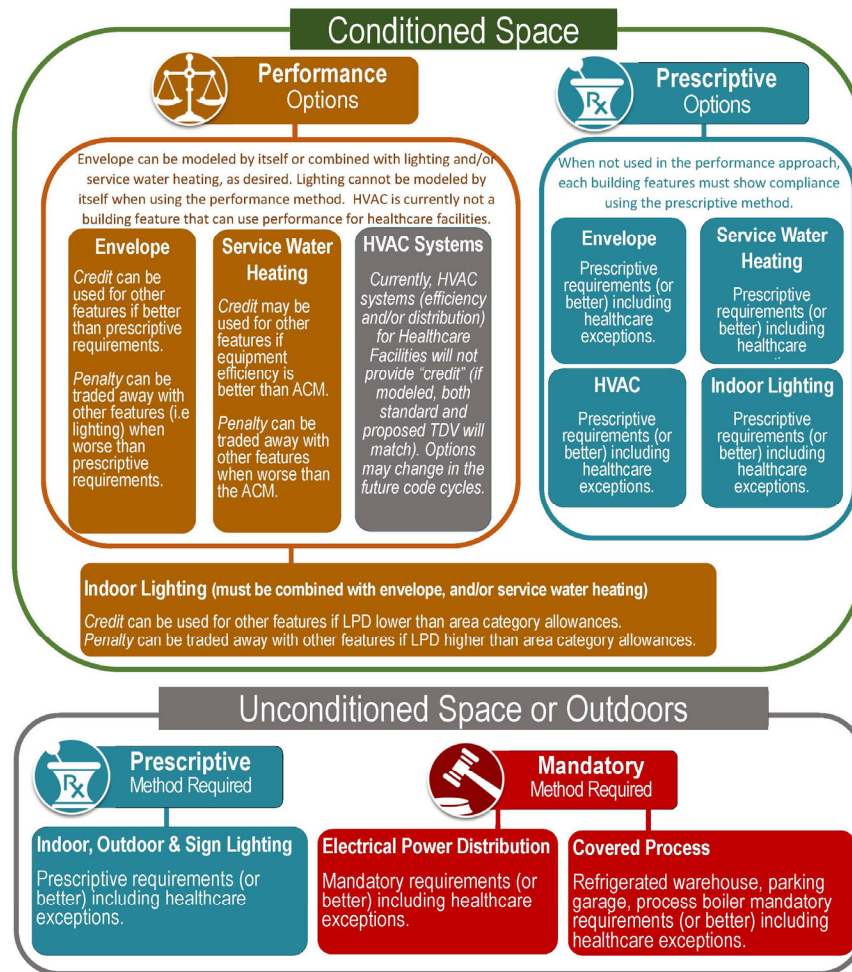 Conditioned Space
Performance
Options
Envelope can be modeled by itself or combined with lighting and/or
service water heating, as desired. Lighting cannot be modeled by
itself when using the performance method.  HVAC is currently not a
building feature that can use performance for healthcare facilities.
Envelope
Credit can be
used for other
features if better
than prescriptive
requirements.
Penalty can be
traded away with
other features (i.e
lighting) when
worse than
prescriptive
requirements.
Service Water
Heating
Credit may be
used for other
features if
equipment
efficiency is
better than ACM.
Penalty can be
traded away with
other features
when worse than
the ACM.
HVAC Systems
Currently, HVAC
systems (efficiency
and/or distribution)
for Healthcare
Facilities will not
provide “credit” (if
modeled, both
standard and
proposed TDV will
match). Options
may change in the
future code cycles.
Indoor Lighting (must be combined with envelope, and/or service water heating)
Credit can be used for other features if LPD lower than area category allowances.
Penalty can be traded away with other features if LPD higher than area category allowances.
Rx
Prescriptive
Options
When not used in the performance approach,
each building features must show compliance
using the prescriptive method.
Envelope
Prescriptive
requirements (or
better) including
healthcare
exceptions.
Service Water
Heating
Prescriptive
requirements (or
better) including
healthcare
HVAC
Prescriptive
requirements (or
better) including
healthcare
exceptions.
Indoor Lighting
Prescriptive
requirements (or
better) including
healthcare
exceptions.
Unconditioned Space or Outdoors
Rx
Prescriptive
Method Required
Indoor, Outdoor & Sign Lighting
Prescriptive requirements (or
better) including healthcare
exceptions.
Mandatory
Method Required
Electrical Power Distribution
Mandatory requirements (or
better) including healthcare
exceptions.
Covered Process
Refrigerated warehouse, parking
garage, process boiler mandatory
requirements (or better) including
healthcare exceptions.